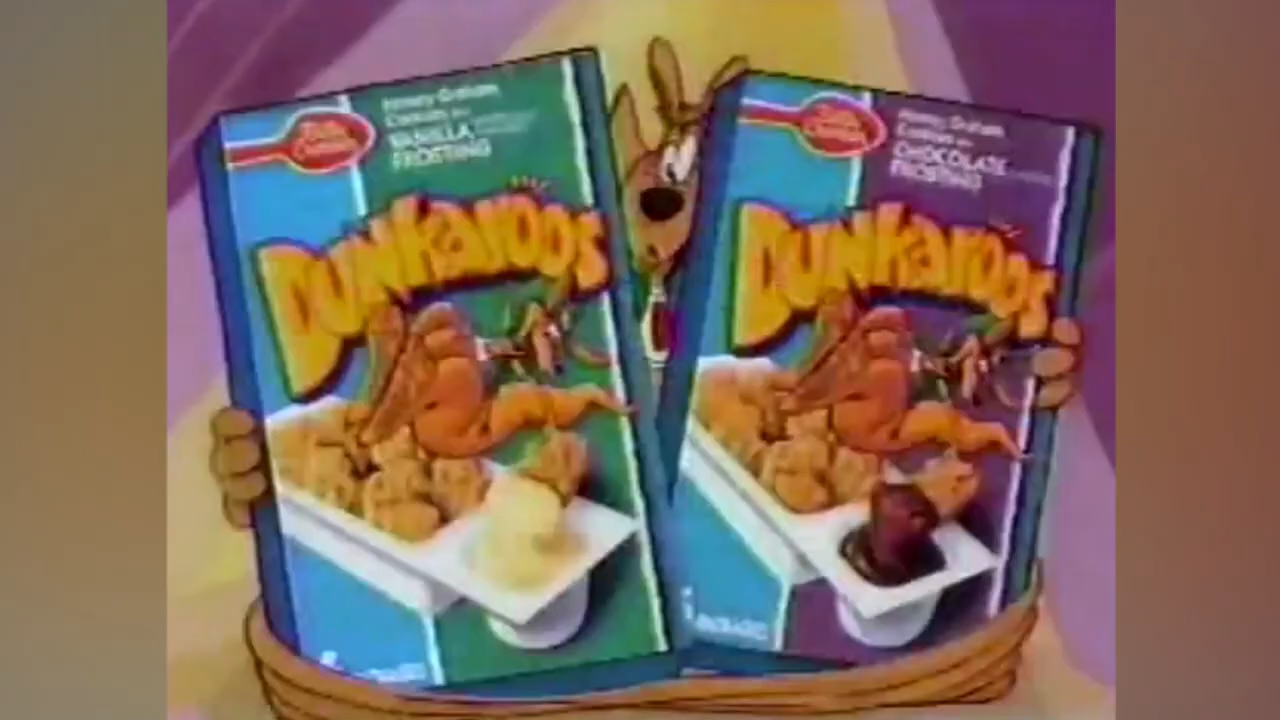 Betty
Crocker
Honey Graham
Cookies
VANILLA
FROSTING
DUNKaroos
Betty
Crocker
Honey Graham
Cookies
CHOCOLATE
FROSTING
DUNKaroos